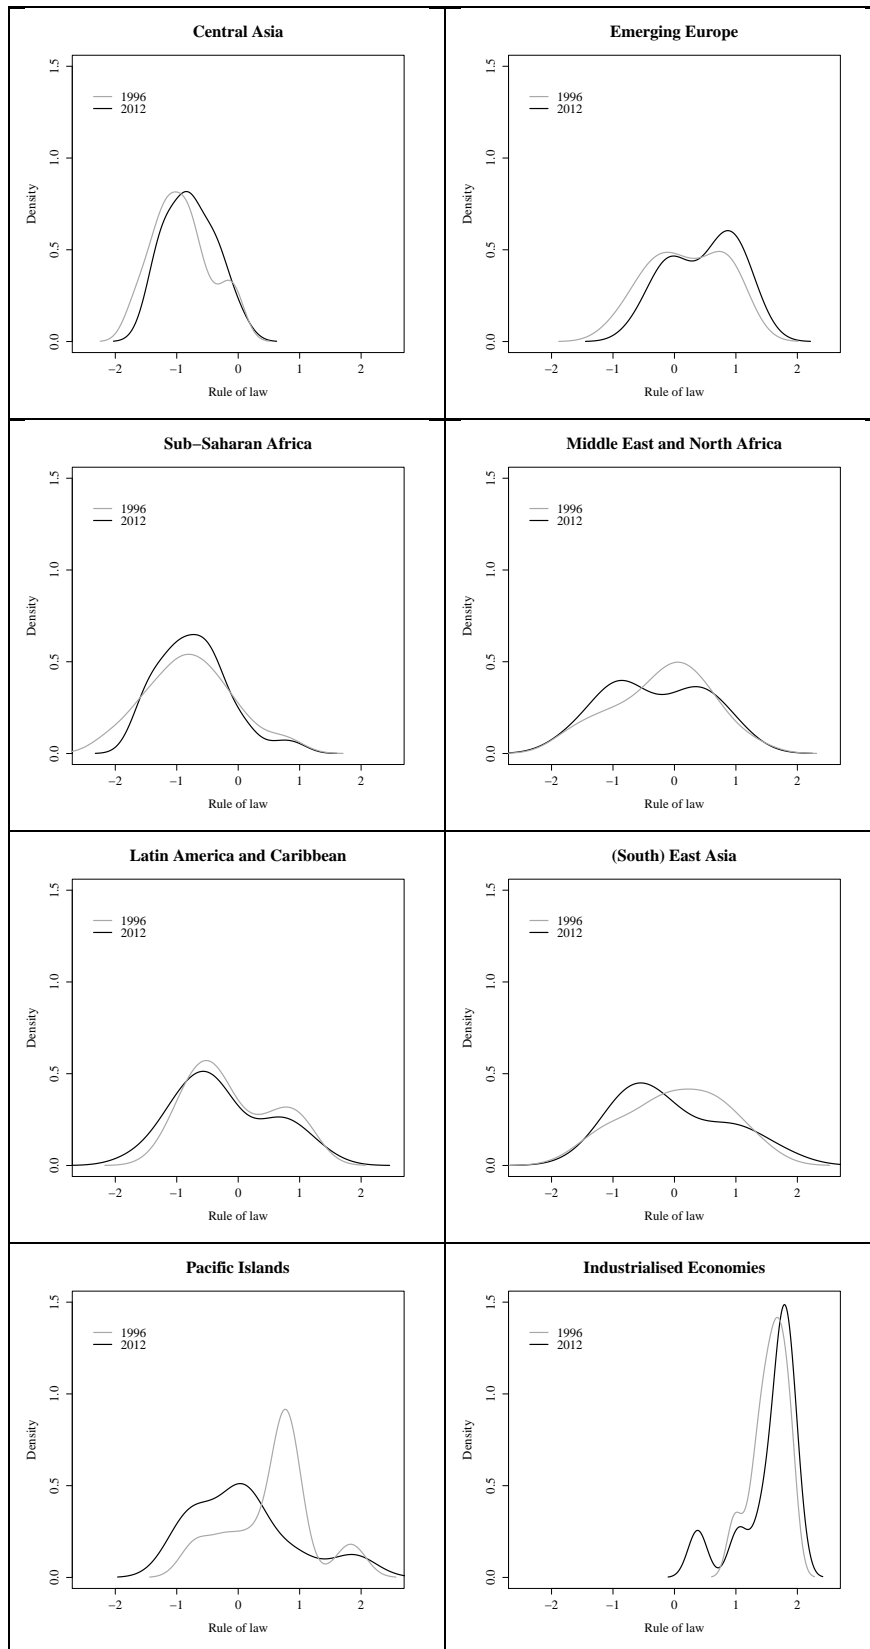 Central Asia
1996
2012
Density
0.0 0.5 1.0 1.5
−2 −1 0 1 2
Rule of law
Emerging Europe
1996
2012
Density
0.0 0.5 1.0 1.5
−2 −1 0 1 2
Rule of law
Sub−Saharan Africa
1996
2012
Density
0.0 0.5 1.0 1.5
−2 −1 0 1 2
Rule of law
Middle East and North Africa
1996
2012
Density
0.0 0.5 1.0 1.5
−2 −1 0 1 2
Rule of law
Latin America and Caribbean
1996
2012
Density
0.0 0.5 1.0 1.5
−2 −1 0 1 2
Rule of law
(South) East Asia
1996
2012
Density
0.0 0.5 1.0 1.5
−2 −1 0 1 2
Rule of law
Pacific Islands
1996
2012
Density
0.0 0.5 1.0 1.5
−2 −1 0 1 2
Rule of law
Industrialised Economies
1996
2012
Density
0.0 0.5 1.0 1.5
−2 −1 0 1 2
Rule of law